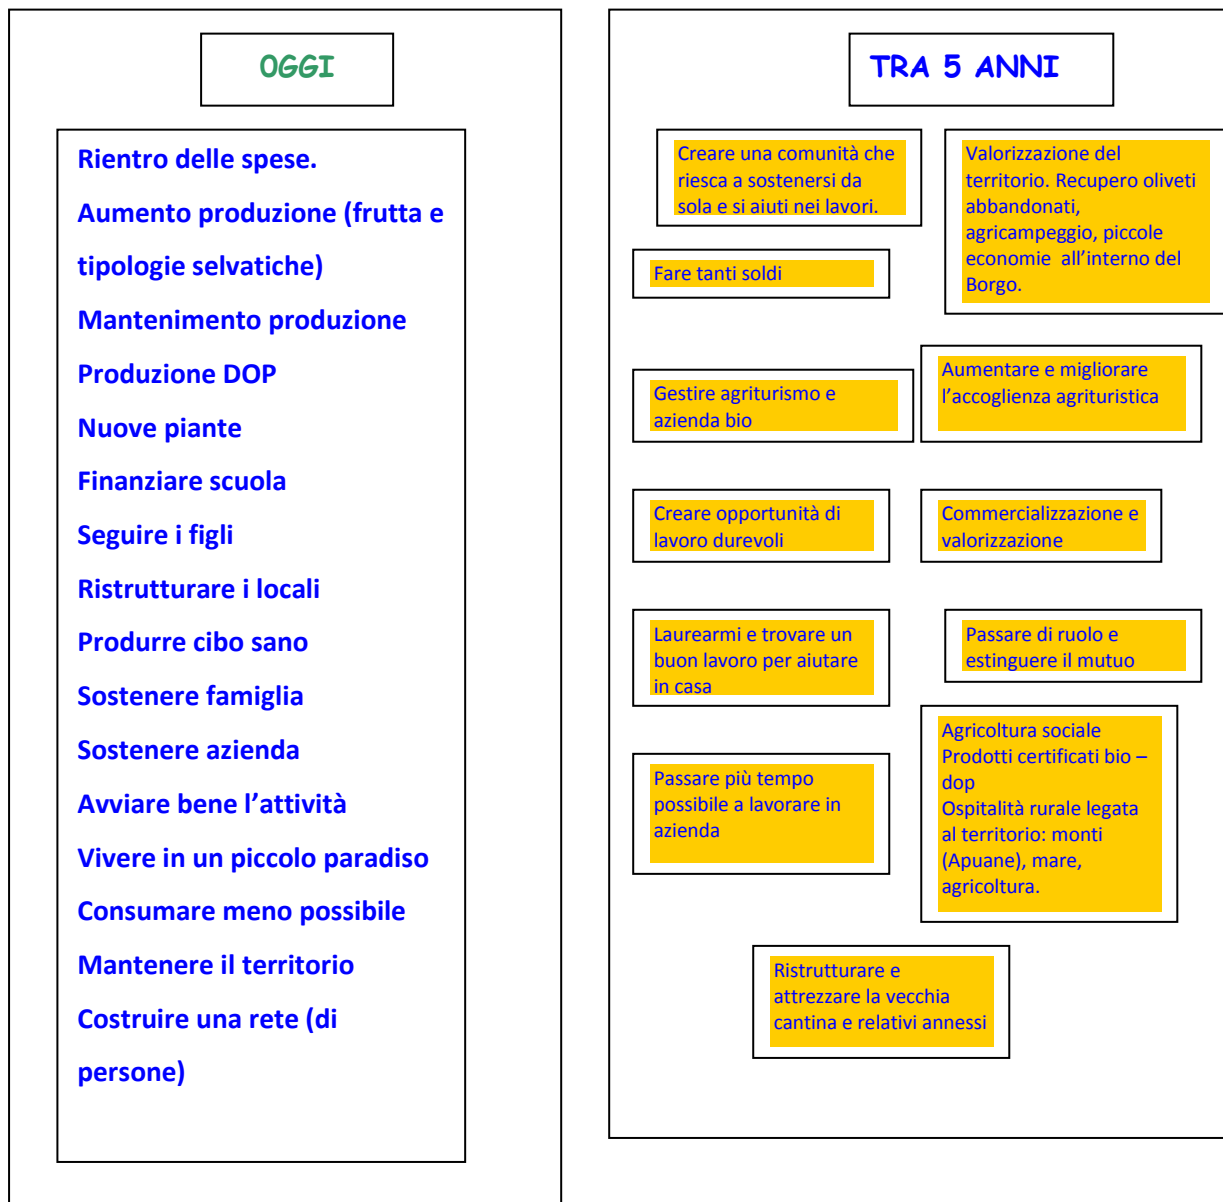 0GGI
Rientro delle spese.
Aumento produzione (frutta e
tipologie selvatiche)
Mantenimento produzione
Produzione DOP
Nuove piante
Finanziare scuola
Seguire i figli
Ristrutturare i locali
Produrre cibo sano
Sostenere famiglia
Sostenere azienda
Avviare bene l’attività
Vivere in un piccolo paradiso
Consumare meno possibile
Mantenere il territorio
Costruire una rete (di
persone)
TRA 5 ANNI
Creare una comunità che
riesca a sostenersi da
sola e si aiuti nei lavori.
Valorizzazione del
territorio. Recupero oliveti
abbandonati,
agricampeggio, piccole
economie all’interno del
Borgo.
Fare tanti soldi
Gestire agriturismo e
azienda bio
Aumentare e migliorare
l’accoglienza agrituristica
Creare opportunità di
lavoro durevoli
Commercializzazione e
valorizzazione
Laurearmi e trovare un
buon lavoro per aiutare
in casa
Passare di ruolo e
estinguere il mutuo
Passare più tempo
possibile a lavorare in
azienda
Agricoltura sociale
Prodotti certificati bio –
dop
Ospitalità rurale legata
al territorio: monti
(Apuane), mare,
agricoltura.
Ristrutturare e
attrezzare la vecchia
cantina e relativi annessi